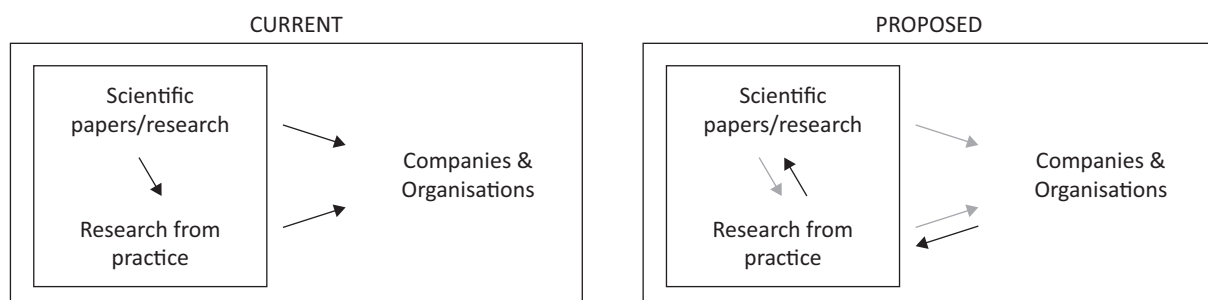 CURRENT
Scientific
papers/research
Research from
practice
Companies &
Organisations
PROPOSED
Scientific
papers/research
Research from
practice
Companies &
Organisations